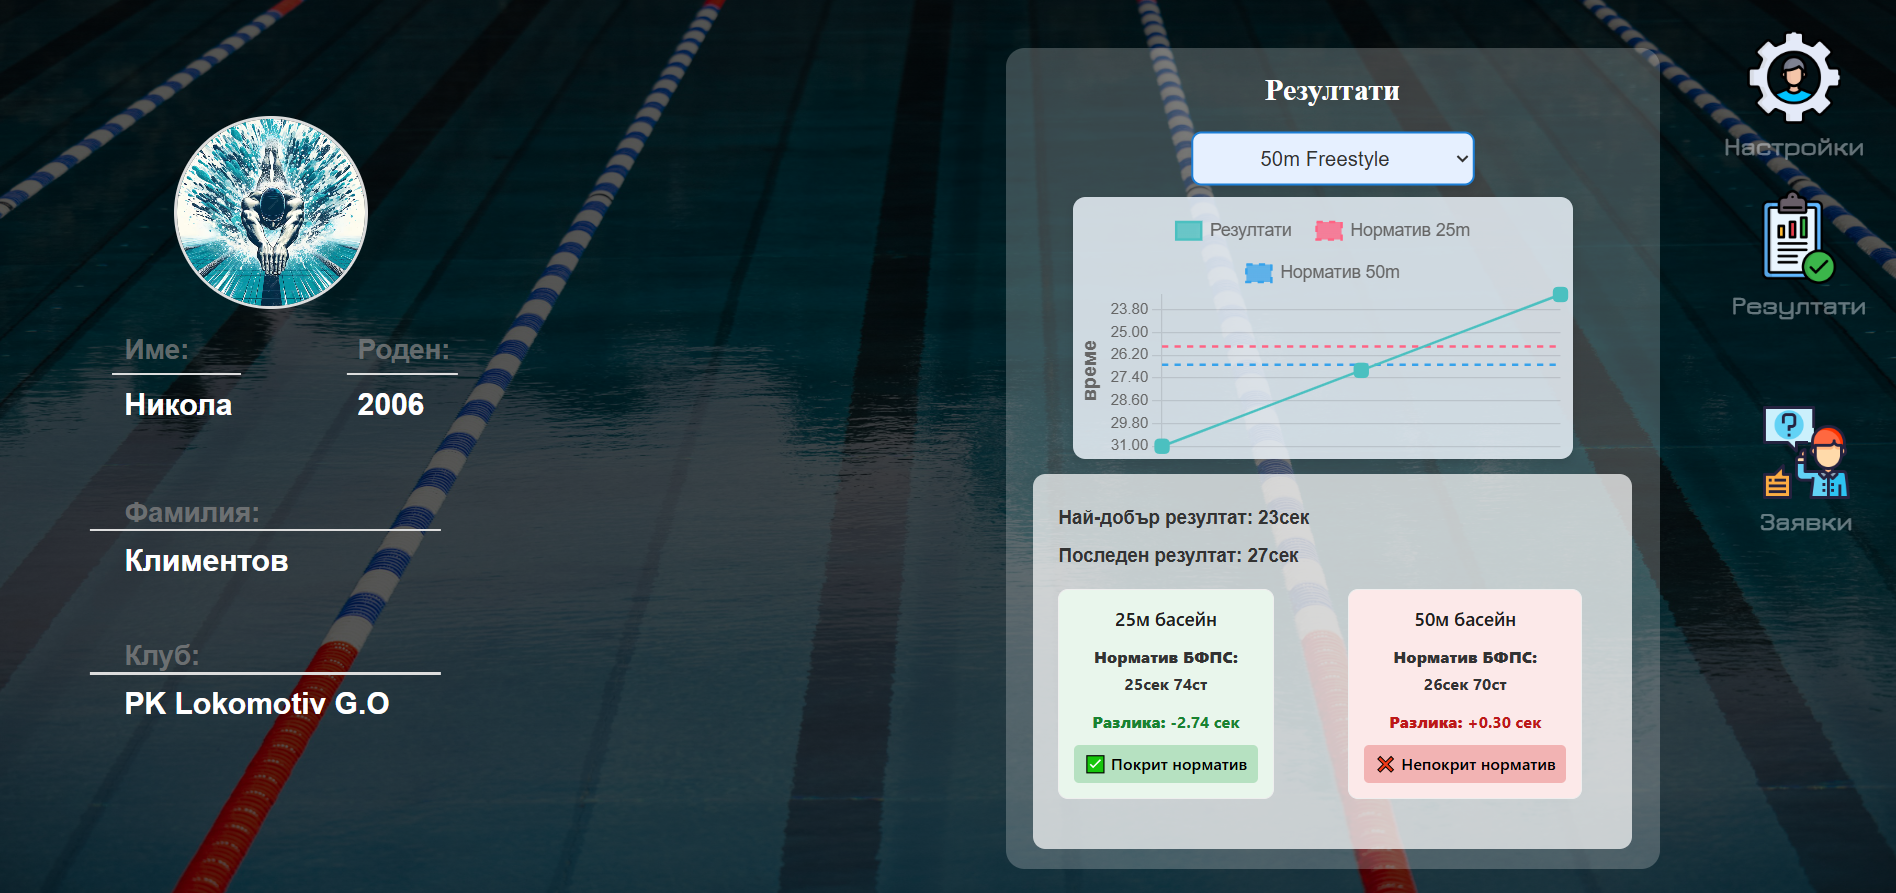 Име:
Роден:
Никола
2006
Фамилия:
Климентов
Клуб:
PK Lokomotiv G.O
Резултати
50m Freestyle
Резултати
Норматив 25m
Норматив 50m
време
23.80
25.00
26.20
27.40
28.60
29.80
31.00
Най-добър резултат: 23сек
Последен резултат: 27сек
25м басейн
Норматив БФПС:
25сек 74ст
Разлика: -2.74 сек
Покрит норматив
50м басейн
Норматив БФПС:
26сек 70ст
Разлика: +0.30 сек
Непокрит норматив
Настройки
Резултати
?
Заявки